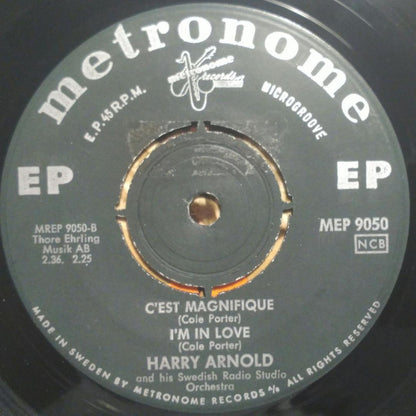 metronome
METRONOME
records
E.P. 45 R.P.M.
MICROGROOVE
EP
EP
MREP 9050-B
Thore Ehrling
Musik AB
2.36. 2.25
MEP 9050
NCB
C'EST MAGNIFIQUE
(Cole Porter)
I'M IN LOVE
(Cole Porter)
HARRY ARNOLD
and his Swedish Radio Studio
Orchestra
MADE IN SWEDEN BY METRONOME RECORDS A/B ALL RIGHTS RESERVED